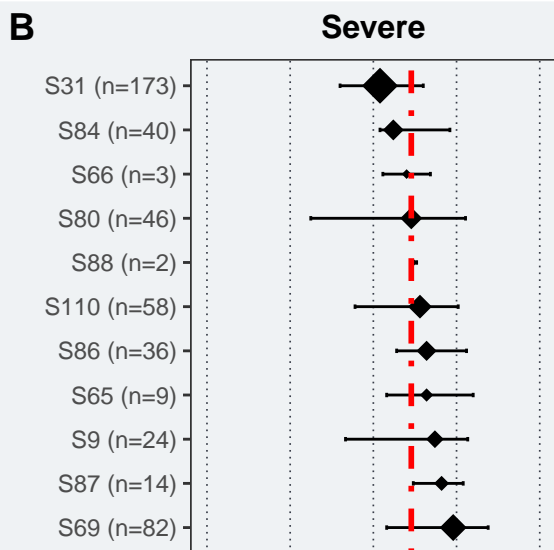 B
Severe
S31 (n=173)
S84 (n=40)
S66 (n=3)
S80 (n=46)
S88 (n=2)
S110 (n=58)
S86 (n=36)
S65 (n=9)
S9 (n=24)
S87 (n=14)
S69 (n=82)